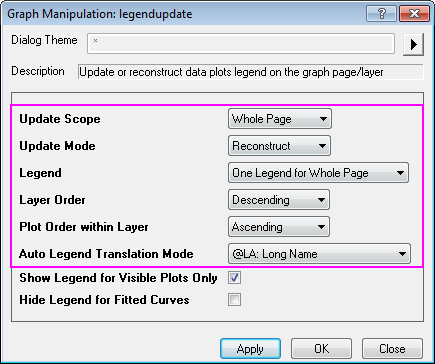 Graph Manipulation: legendupdate
Dialog Theme *
Description Update or reconstruct data plots legend on the graph page/layer
Update Scope Whole Page
Update Mode Reconstruct
Legend One Legend for Whole Page
Layer Order Descending
Plot Order within Layer Ascending
Auto Legend Translation Mode @LA: Long Name
Show Legend for Visible Plots Only
Hide Legend for Fitted Curves
Apply OK Close